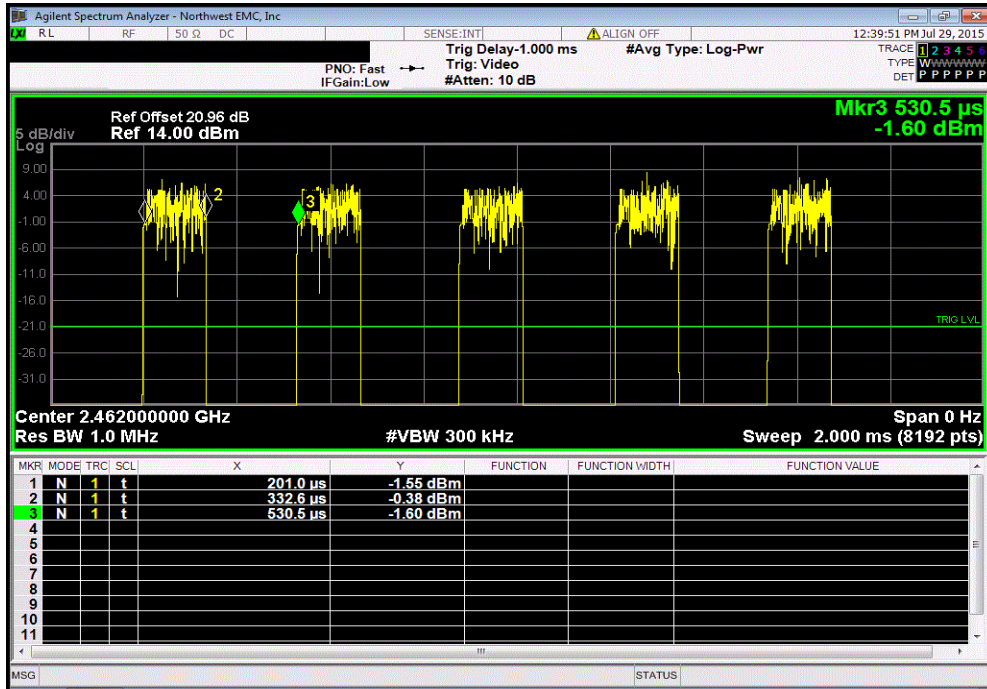 Agilent Spectrum Analyzer - Northwest EMC, Inc
LXI RL RF 50 Ω DC SENSE:INT ALIGN OFF 12:39:51 PM Jul 29, 2015
Trig Delay-1.000 ms #Avg Type: Log-Pwr TRACE 1 2 3 4 5 6
PNO: Fast Trig: Video TYPE WWWWWW
IFGain:Low #Atten: 10 dB DET P P P P P P
Mkr3 530.5 µs
-1.60 dBm
Ref Offset 20.96 dB
5 dB/div Ref 14.00 dBm
Log
9.00
4.00
-1.00
-6.00
-11.0
-16.0
-21.0
-26.0
-31.0
2
3
TRIG LVL
Center 2.462000000 GHz Span 0 Hz
Res BW 1.0 MHz #VBW 300 kHz Sweep 2.000 ms (8192 pts)
MKR MODE TRC SCL X Y FUNCTION FUNCTION WIDTH FUNCTION VALUE
1 N 1 t 201.0 µs -1.55 dBm
2 N 1 t 332.6 µs -0.38 dBm
3 N 1 t 530.5 µs -1.60 dBm
4
5
6
7
8
9
10
11
MSG STATUS